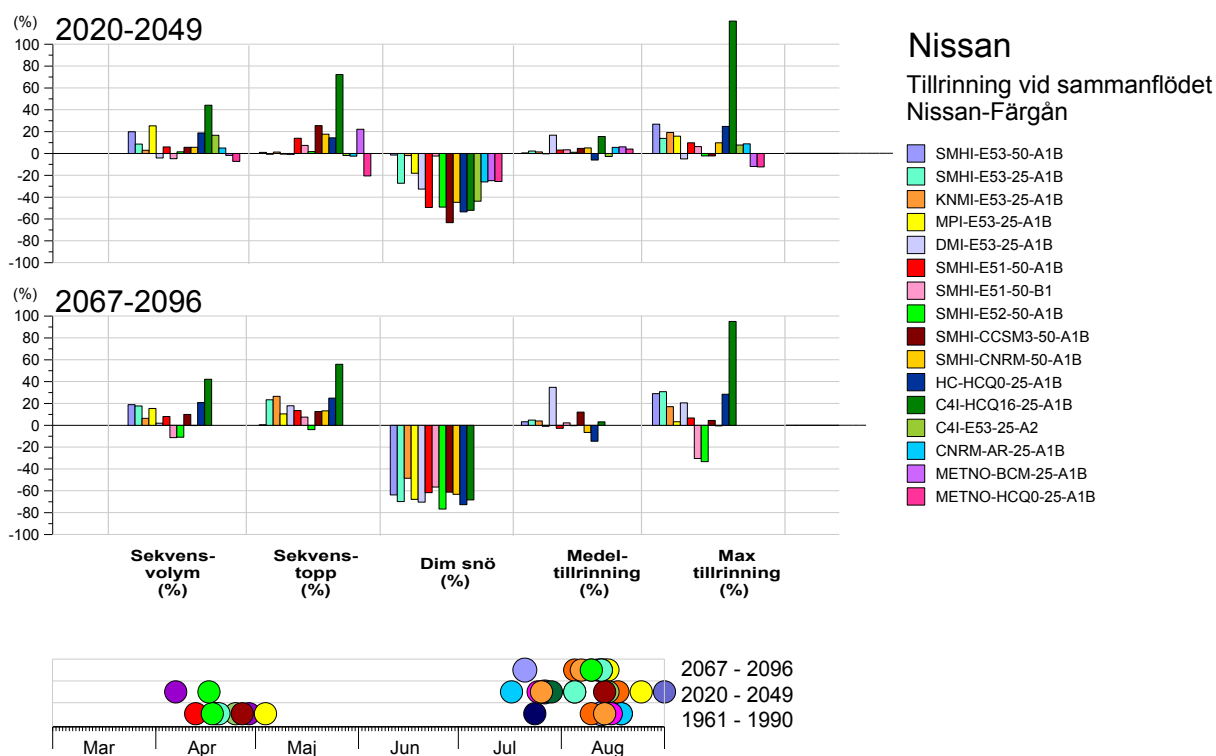 (%)
2020-2049
100
80
60
40
20
0
-20
-40
-60
-80
-100
(%)
2067-2096
100
80
60
40
20
0
-20
-40
-60
-80
-100
Sekvens-
volym
(%)
Sekvens-
topp
(%)
Dim snö
(%)
Medel-
tillrinning
(%)
Max
tillrinning
(%)
Nissan
Tillrinning vid sammanflödet
Nissan-Färgån
SMHI-E53-50-A1B
SMHI-E53-25-A1B
KNMI-E53-25-A1B
MPI-E53-25-A1B
DMI-E53-25-A1B
SMHI-E51-50-A1B
SMHI-E51-50-B1
SMHI-E52-50-A1B
SMHI-CCSM3-50-A1B
SMHI-CNRM-50-A1B
HC-HCQ0-25-A1B
C4I-HCQ16-25-A1B
C4I-E53-25-A2
CNRM-AR-25-A1B
METNO-BCM-25-A1B
METNO-HCQ0-25-A1B
2067 - 2096
2020 - 2049
1961 - 1990
Mar Apr Maj Jun Jul Aug